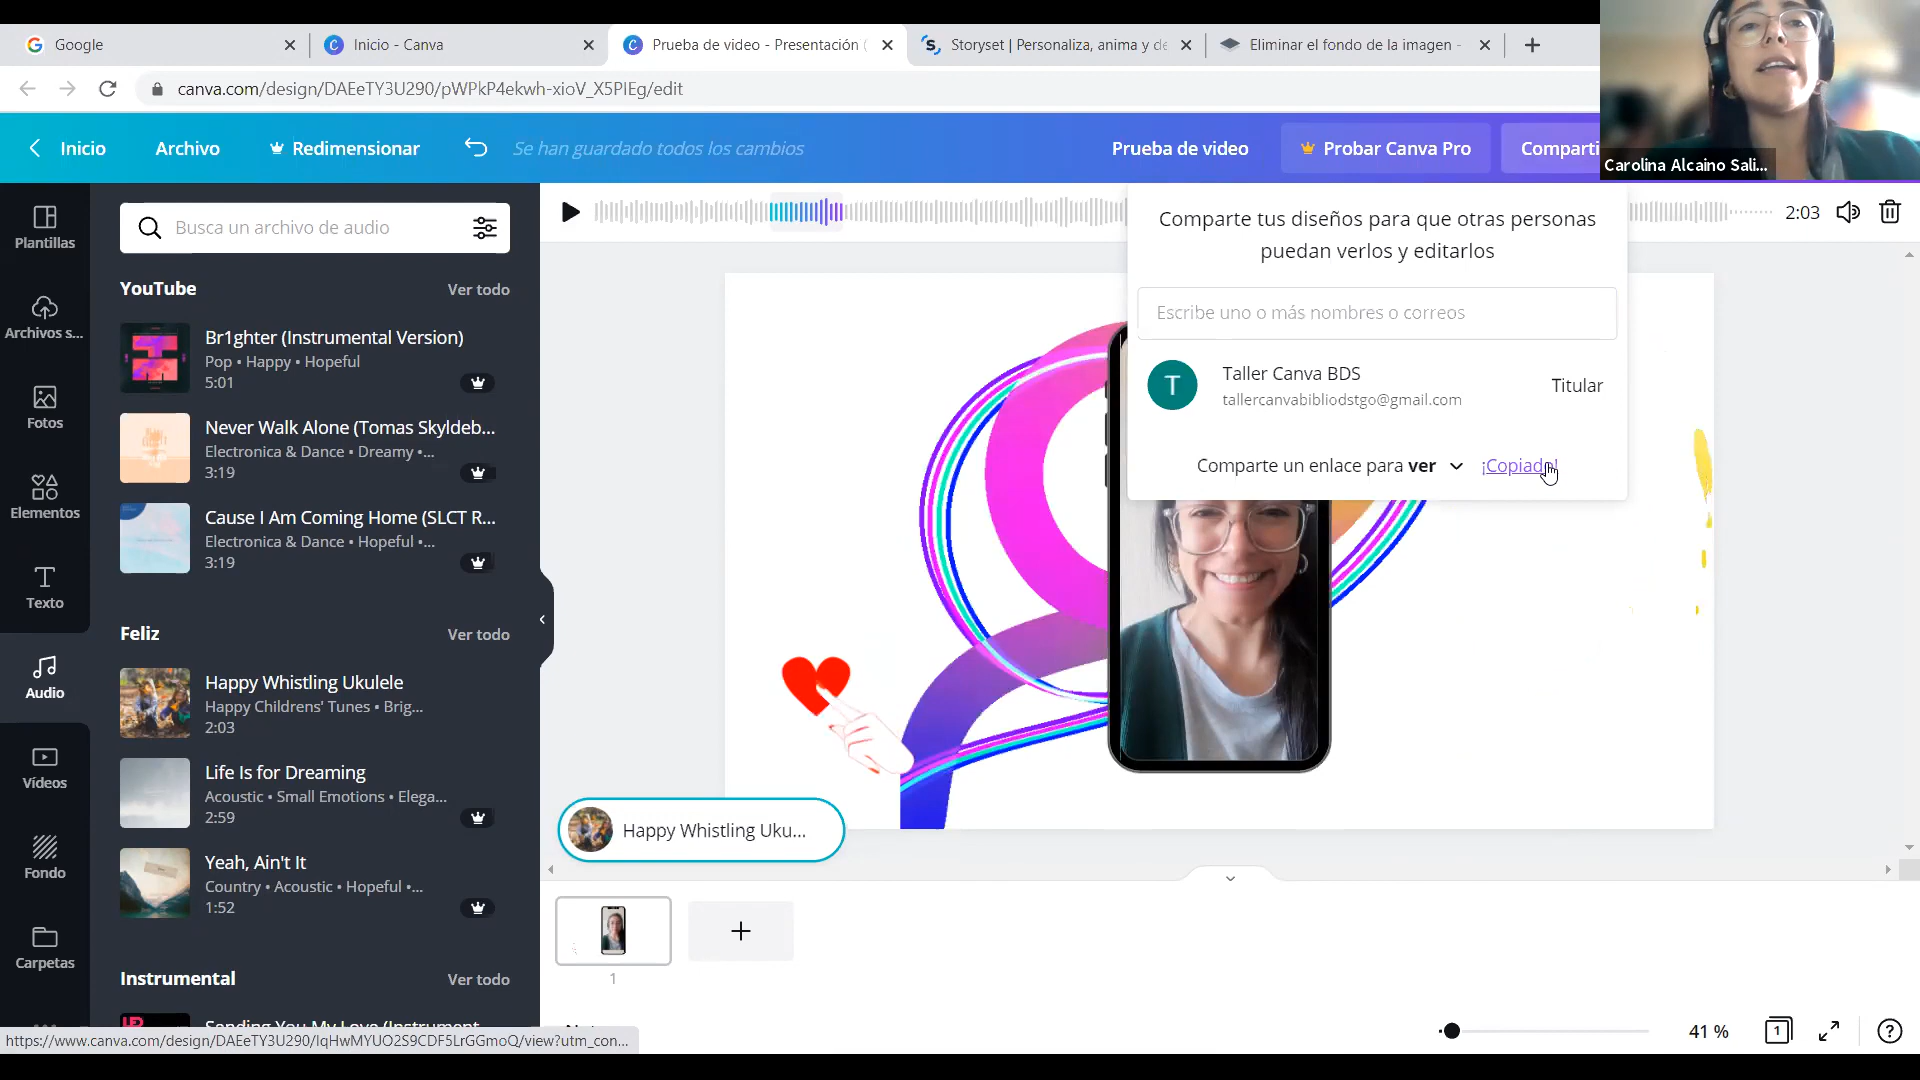 Google
Inicio - Canva
Prueba de video - Presentación (
Storyset | Personaliza, anima y de
Eliminar el fondo de la imagen -
canva.com/design/DAEeTY3U290/pWPkP4ekwh-xioV_X5PlEg/edit
Inicio
Archivo
Redimensionar
Se han guardado todos los cambios
Prueba de video
Probar Canva Pro
Comparti
Carolina Alcaino Sali...
Plantillas
Archivos s...
Fotos
Elementos
Texto
Audio
Vídeos
Fondo
Carpetas
Busca un archivo de audio
YouTube
Ver todo
Br1ghter (Instrumental Version)
Pop • Happy • Hopeful
5:01
Never Walk Alone (Tomas Skyldeb...
Electronica & Dance • Dreamy •...
3:19
Cause I Am Coming Home (SLCT R...
Electronica & Dance • Hopeful •...
3:19
Feliz
Ver todo
Happy Whistling Ukulele
Happy Childrens' Tunes • Brig...
2:03
Life Is for Dreaming
Acoustic • Small Emotions • Elega...
2:59
Yeah, Ain't It
Country • Acoustic • Hopeful •...
1:52
Instrumental
Ver todo
Sending You My Love (Instrument...
https://www.canva.com/design/DAEeTY3U290/IqHwMYUO2S9CDF5LrGGmoQ/view?utm_con...
2:03
Comparte tus diseños para que otras personas
puedan verlos y editarlos
Escribe uno o más nombres o correos
T
Taller Canva BDS
tallercanvabibliodstgo@gmail.com
Titular
Comparte un enlace para ver
¡Copiado!
Happy Whistling Uku...
1
41 %
1